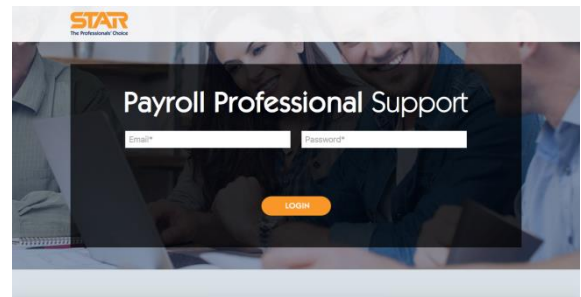 STAR
The Professionals' Choice
Payroll Professional Support
Email*
Password*
LOGIN